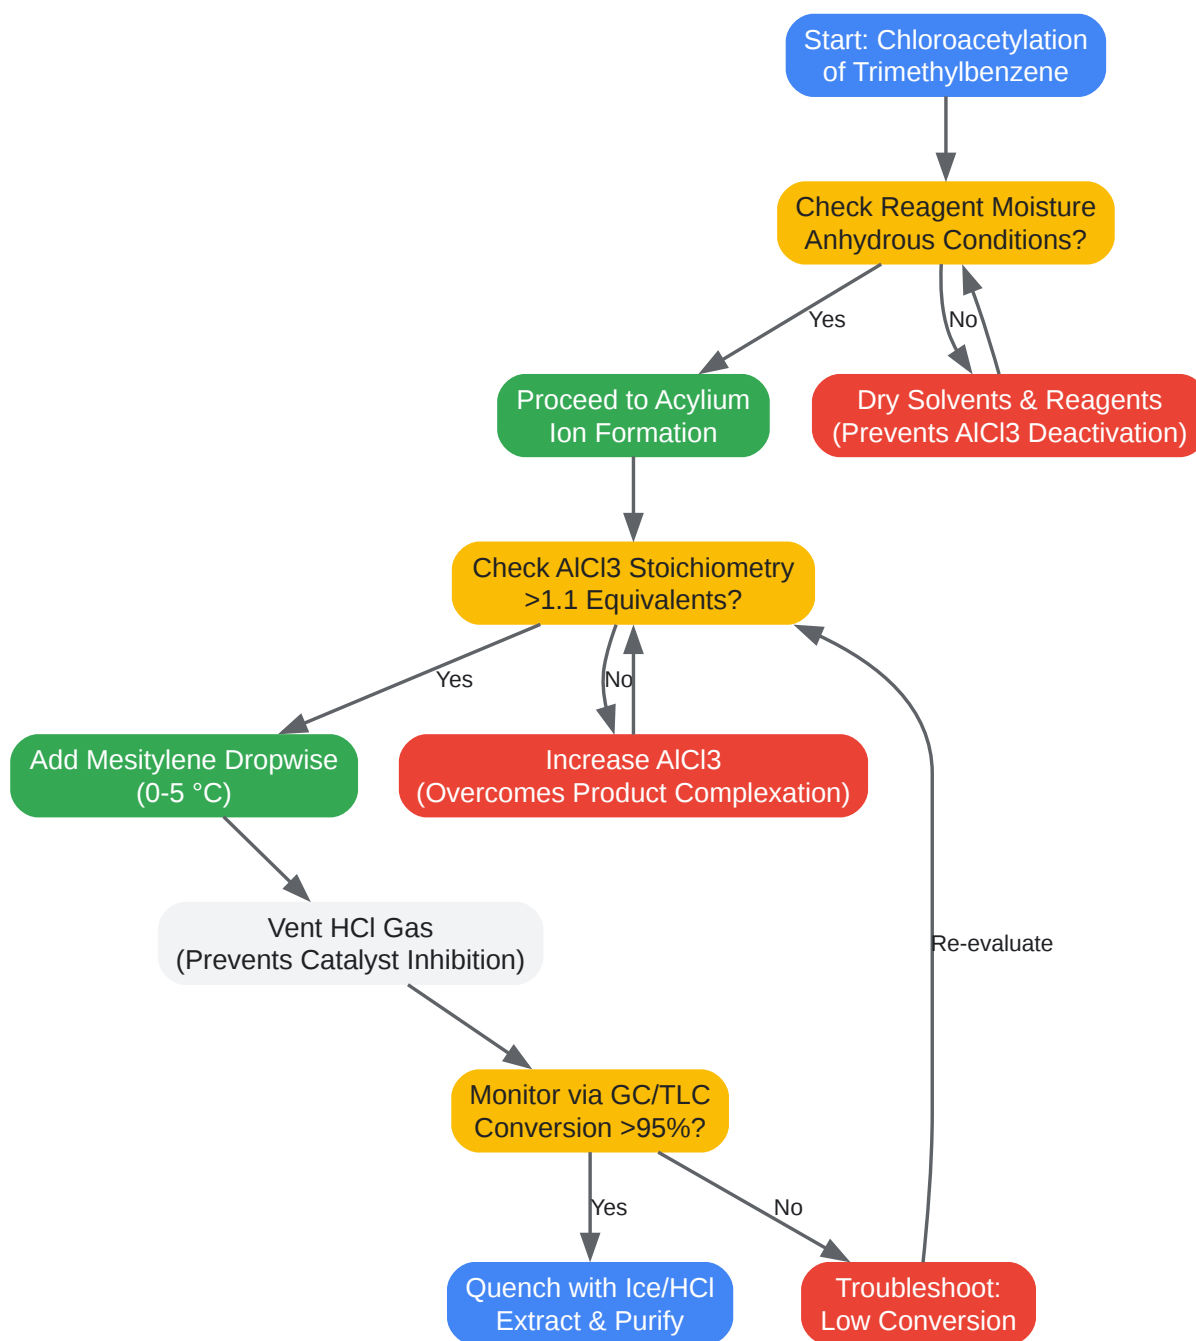 Start: Chloroacetylation
of Trimethylbenzene
Check Reagent Moisture
Anhydrous Conditions?
Yes
No
Proceed to Acylium
Ion Formation
Dry Solvents & Reagents
(Prevents AlCl3 Deactivation)
Check AlCl3 Stoichiometry
>1.1 Equivalents?
Yes
No
Add Mesitylene Dropwise
(0-5 °C)
Increase AlCl3
(Overcomes Product Complexation)
Vent HCl Gas
(Prevents Catalyst Inhibition)
Re-evaluate
Monitor via GC/TLC
Conversion >95%?
Yes
No
Quench with Ice/HCl
Extract & Purify
Troubleshoot:
Low Conversion